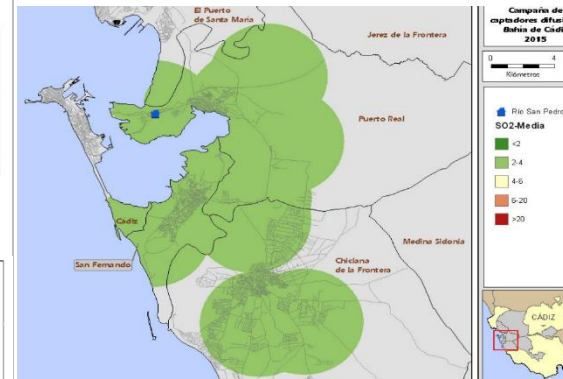 El Puerto
de Santa María
Jerez de la Frontera
Puerto Real
Cádiz
San Fernando
Medina Sidonia
Chiclana
de la Frontera
Campaña de
captadores difus
Bahía de Cádi
2015
0 4
Kilómetros
Río San Pedro
SO2-Media
<2
2-4
4-6
6-20
>20
CÁDIZ